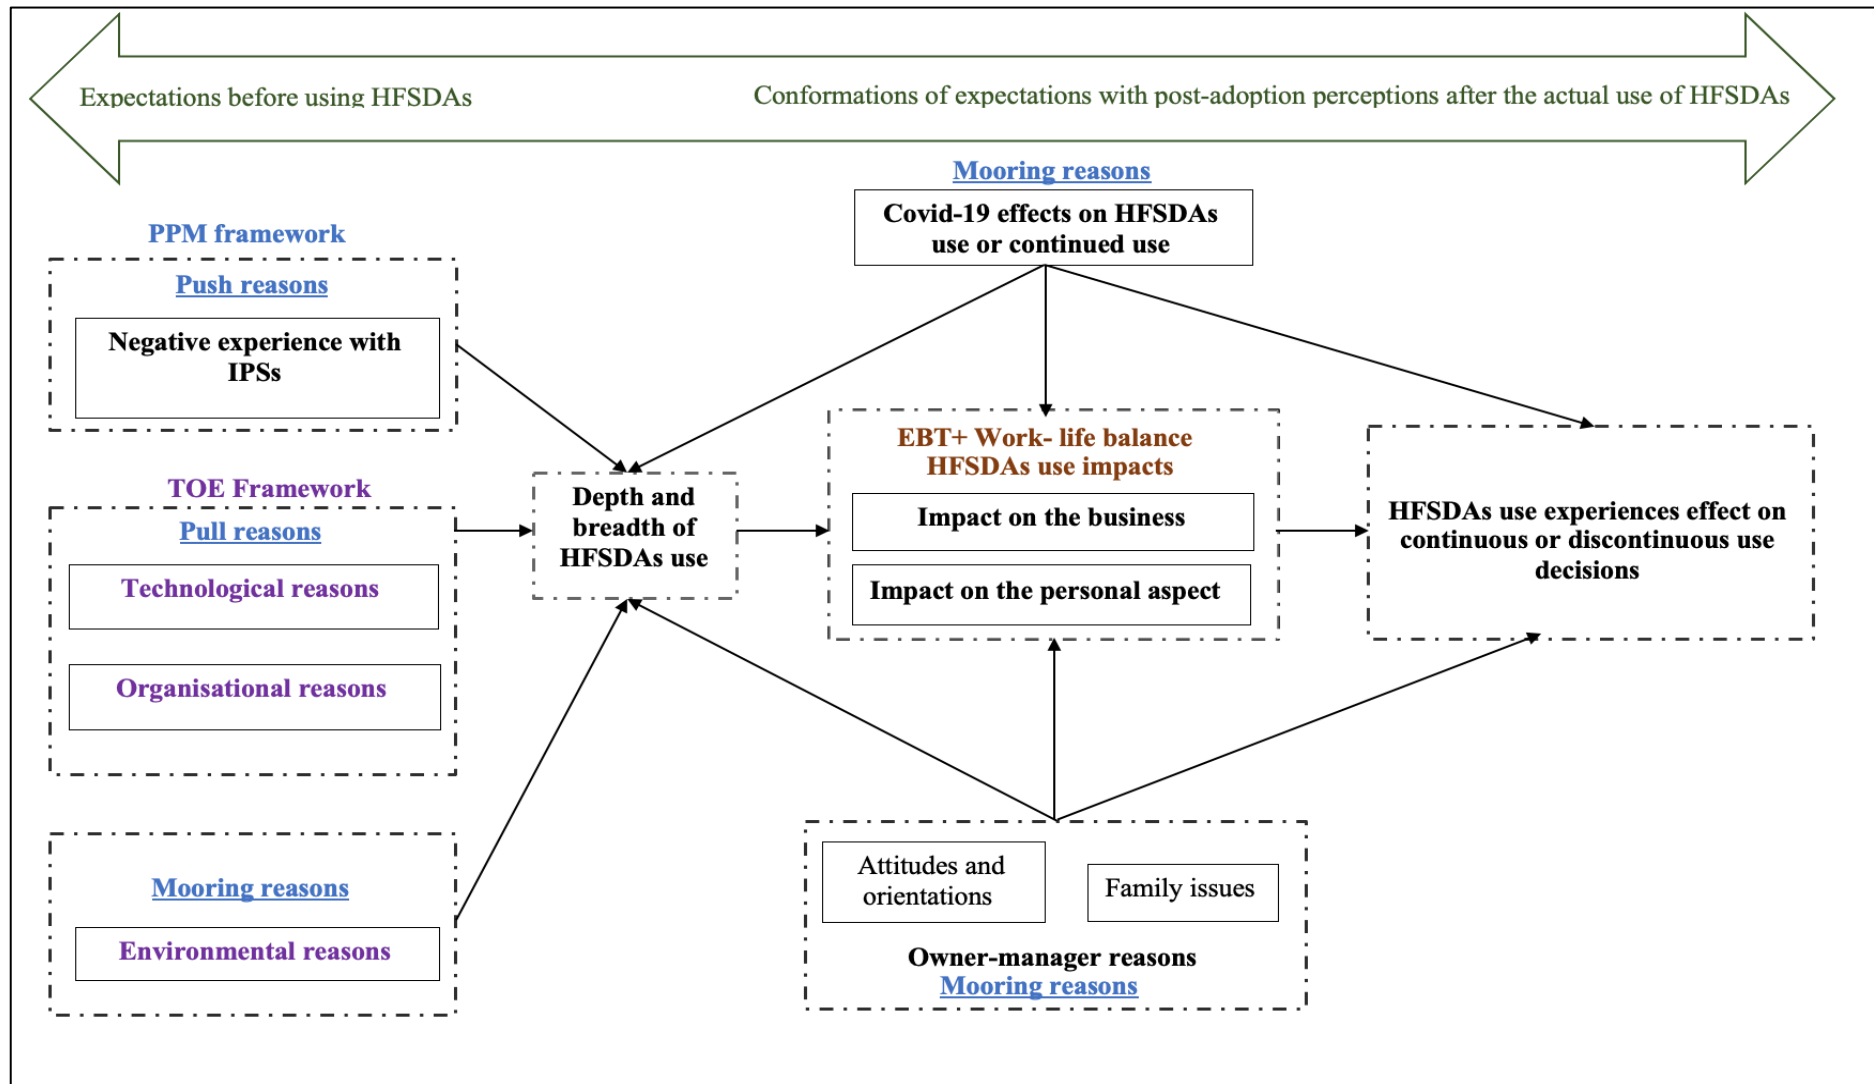 Expectations before using HFSDAs
Conformations of expectations with post-adoption perceptions after the actual use of HFSDAs
Mooring reasons
Covid-19 effects on HFSDAs
use or continued use
PPM framework
Push reasons
Negative experience with
IPSs
TOE Framework
Pull reasons
Technological reasons
Organisational reasons
Mooring reasons
Environmental reasons
Depth and
breadth of
HFSDAs use
EBT+ Work- life balance
HFSDAs use impacts
Impact on the business
Impact on the personal aspect
HFSDAs use experiences effect on
continuous or discontinuous use
decisions
Attitudes and
orientations
Family issues
Owner-manager reasons
Mooring reasons